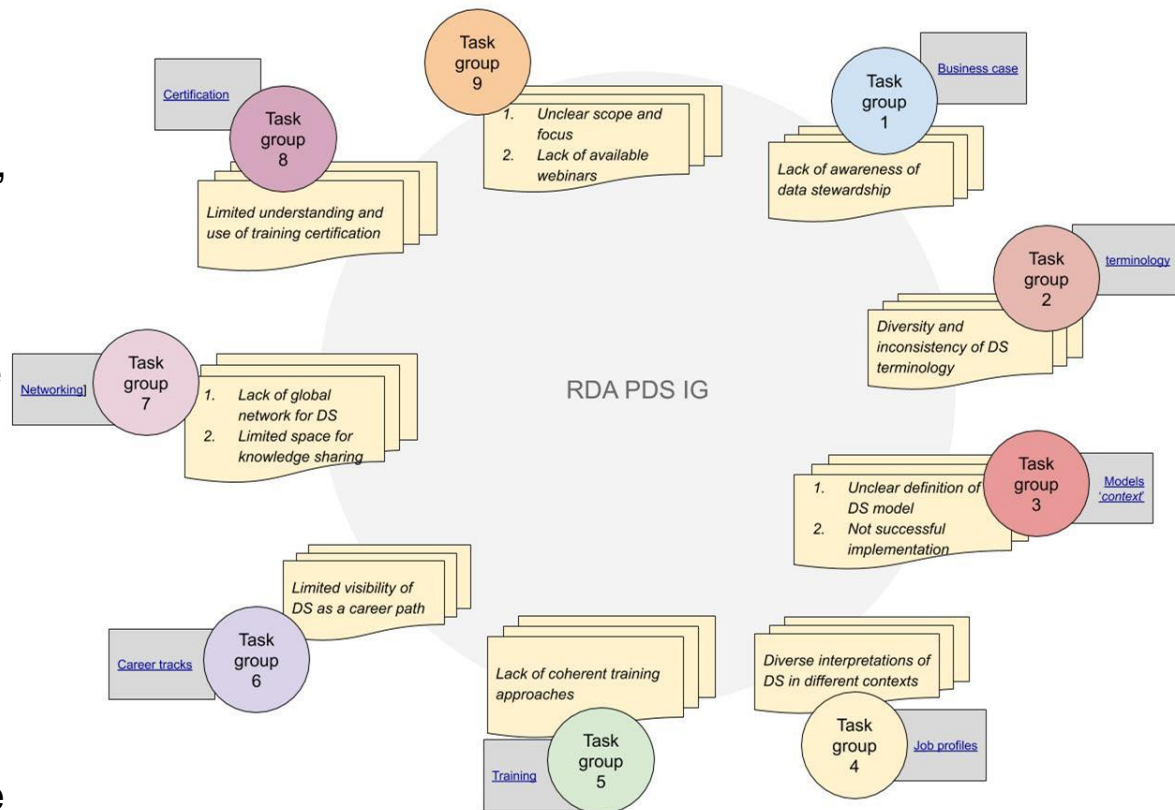 Task
group
9
1. Unclear scope and
focus
2. Lack of available
webinars
Business case
Task
group
1
Lack of awareness of
data stewardship
terminology
Task
group
2
Diversity and
inconsistency of DS
terminology
Models
'context'
Task
group
3
1. Unclear definition of
DS model
2. Not successful
implementation
Job profiles
Task
group
4
Diverse interpretations of
DS in different contexts
Training
Task
group
5
Lack of coherent training
approaches
Career tracks
Task
group
6
Limited visibility of
DS as a career path
Networking]
Task
group
7
1. Lack of global
network for DS
2. Limited space for
knowledge sharing
Certification
Task
group
8
Limited understanding and
use of training certification
RDA PDS IG